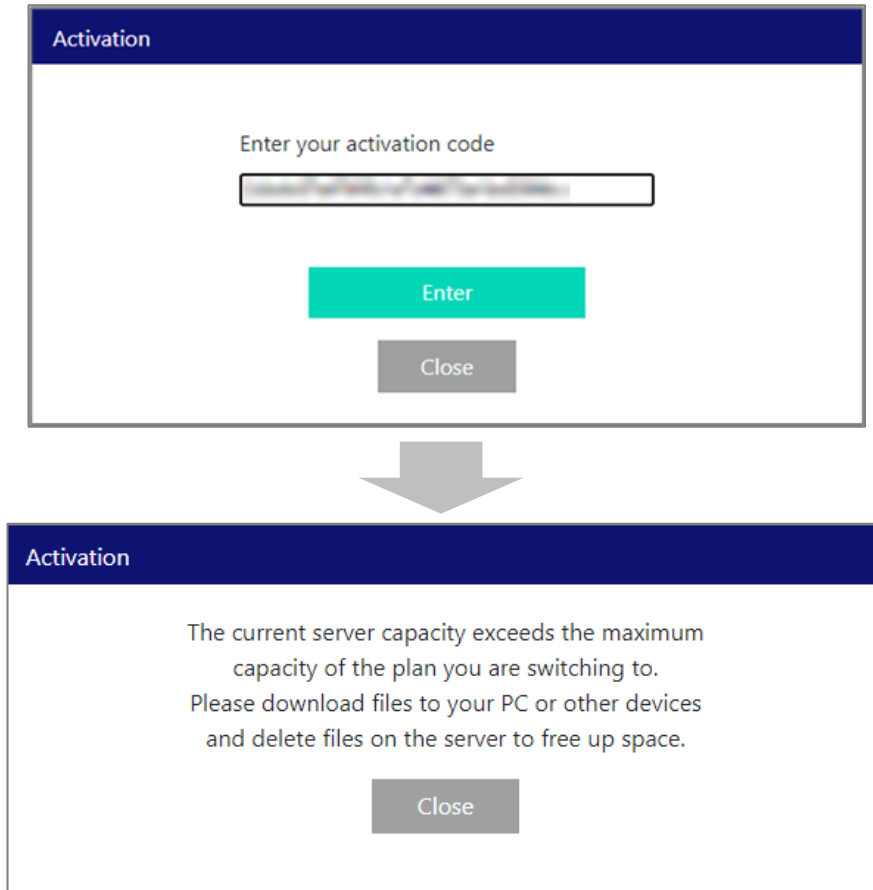 Activation
Enter your activation code
Enter
Close
Activation
The current server capacity exceeds the maximum
capacity of the plan you are switching to.
Please download files to your PC or other devices
and delete files on the server to free up space.
Close